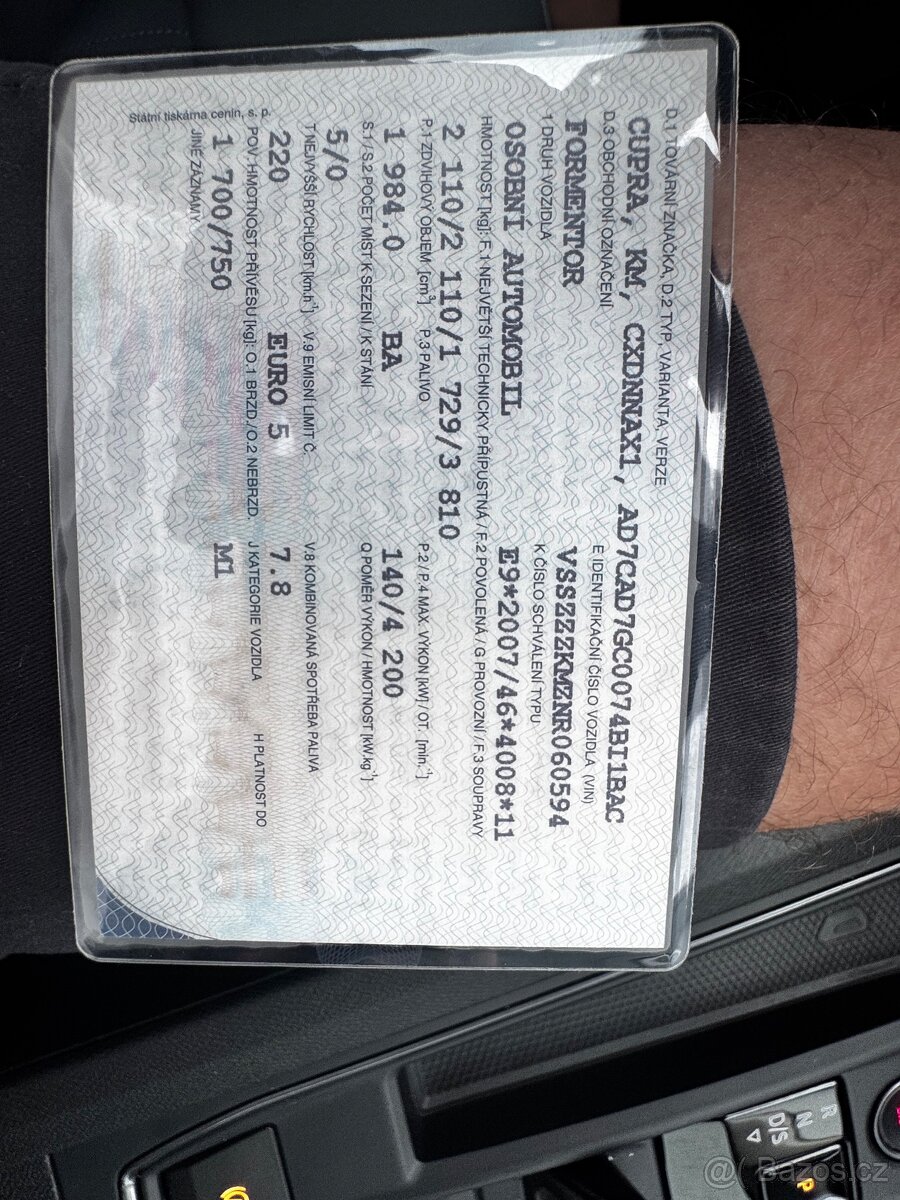 D.1 TOVÁRNÍ ZNAČKA, D.2 TYP, VARIANTA, VERZE
CUPRA, KM, CXDNNAX1, AD7CAD7GC0074BI1BAC
D.3 OBCHODNÍ OZNAČENÍ E IDENTIFIKAČNÍ ČÍSLO VOZIDLA (VIN)
FORMENTOR VSSZZZKMZNR060594
1 DRUH VOZIDLA K ČÍSLO SCHVÁLENÍ TYPU
OSOBNÍ AUTOMOBIL E9*2007/46*4008*11
HMOTNOST [kg]: F.1 NEJVĚTŠÍ TECHNICKY PŘÍPUSTNÁ / F.2 POVOLENÁ / G PROVOZNÍ / F.3 SOUPRAVY
2 110/2 110/1 729/3 810
P.1 ZDVIHOVÝ OBJEM [cm³] P.3 PALIVO P.2 / P.4 MAX. VÝKON [kW] / OT. [min.⁻¹]
1 984.0 BA 140/4 200
S.1 / S.2 POČET MÍST K SEZENÍ / K STÁNÍ Q POMĚR VÝKON / HMOTNOST [kW.kg⁻¹]
5/0
T NEJVYŠŠÍ RYCHLOST [km.h⁻¹] V.9 EMISNÍ LIMIT Č. V.8 KOMBINOVANÁ SPOTŘEBA PALIVA
220 EURO 5 7.8
POV. HMOTNOST PŘÍVĚSU [kg]: O.1 BRZD./O.2 NEBRZD. J KATEGORIE VOZIDLA H PLATNOST DO
1 700/750 M1
JINÉ ZÁZNAMY
Státní tiskárna cenin, s. p.
R
N
D/S
P
Bazos.cz